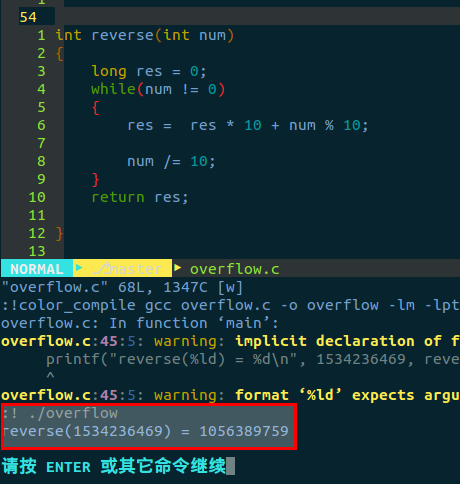 54
1 int reverse(int num)
2 {
3     long res = 0;
4     while(num != 0)
5     {
6         res =  res * 10 + num % 10;
7
8         num /= 10;
9     }
10     return res;
11
12 }
13
NORMAL master overflow.c
"overflow.c" 68L, 1347C [w]
:!color_compile gcc overflow.c -o overflow -lm -lpt
overflow.c: In function ‘main’:
overflow.c:45:5: warning: implicit declaration of f
     printf("reverse(%ld) = %d\n", 1534236469, reve
     ^
overflow.c:45:5: warning: format ‘%ld’ expects argu
:! ./overflow
reverse(1534236469) = 1056389759
请按 ENTER 或其它命令继续